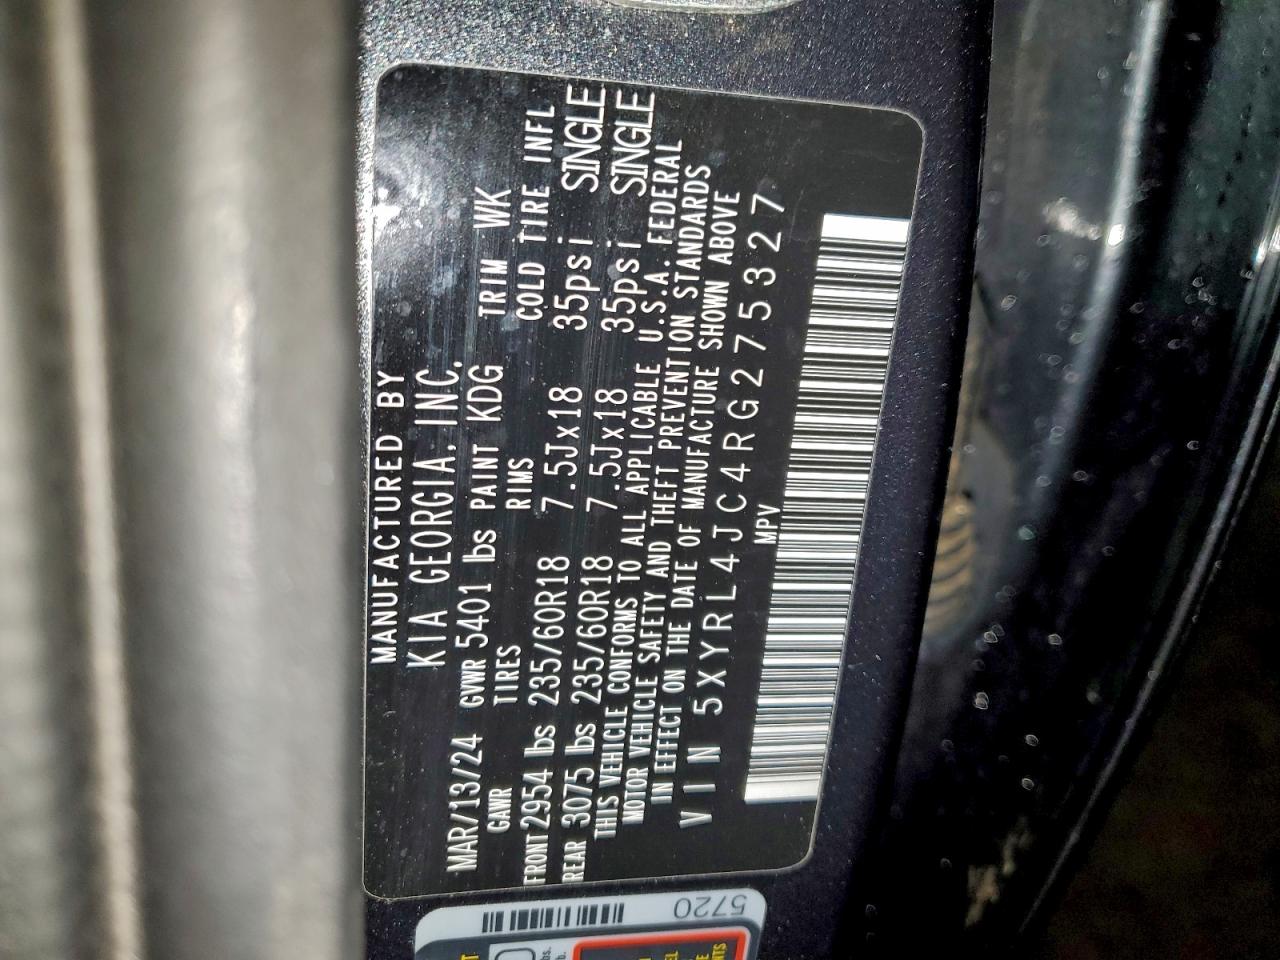 MANUFACTURED BY
KIA GEORGIA, INC.
MAR/13/24 GVWR 5401 lbs PAINT KDG TRIM WK
GAWR TIRES RIMS COLD TIRE INFL
FRONT 2954 lbs 235/60R18 7.5Jx18 35psi SINGLE
REAR 3075 lbs 235/60R18 7.5Jx18 35psi SINGLE
THIS VEHICLE CONFORMS TO ALL APPLICABLE U.S.A. FEDERAL
MOTOR VEHICLE SAFETY AND THEFT PREVENTION STANDARDS
IN EFFECT ON THE DATE OF MANUFACTURE SHOWN ABOVE
VIN 5XYRL4JC4RG275327
MPV
5720